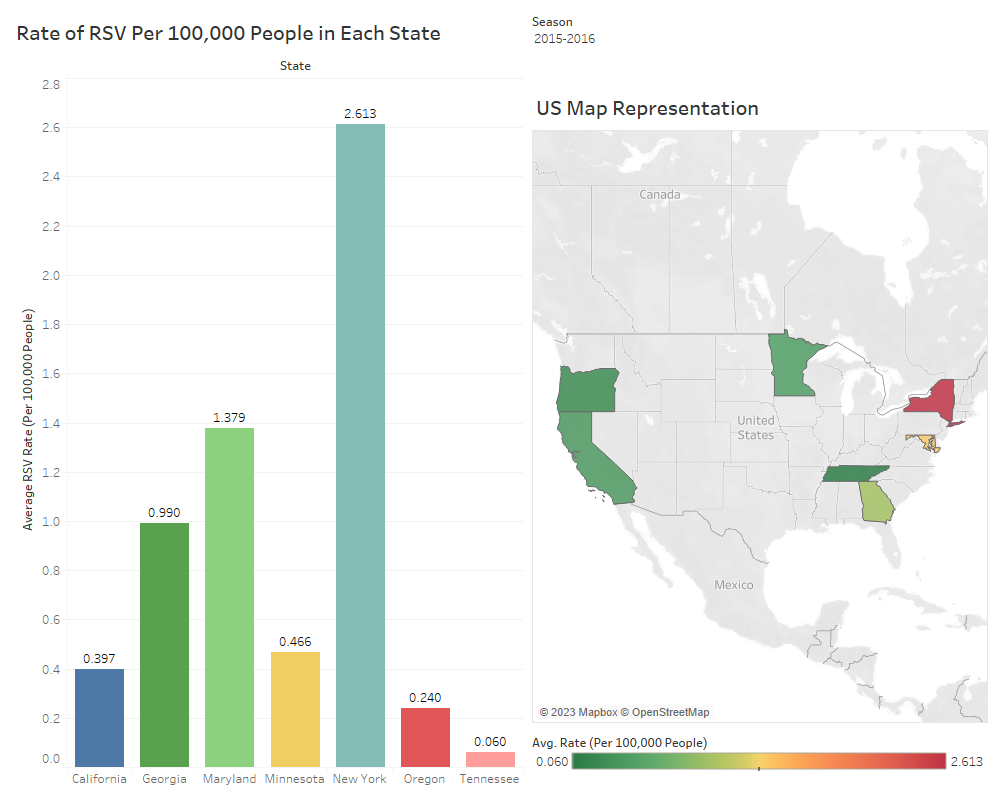 Rate of RSV Per 100,000 People in Each State
State
Average RSV Rate (Per 100,000 People)
2.8
2.6
2.4
2.2
2.0
1.8
1.6
1.4
1.2
1.0
0.8
0.6
0.4
0.2
0.0
0.397
0.990
1.379
0.466
2.613
0.240
0.060
California Georgia Maryland Minnesota New York Oregon Tennessee
Season
2015-2016
US Map Representation
Canada
United
States
Mexico
© 2023 Mapbox © OpenStreetMap
Avg. Rate (Per 100,000 People)
0.060 2.613